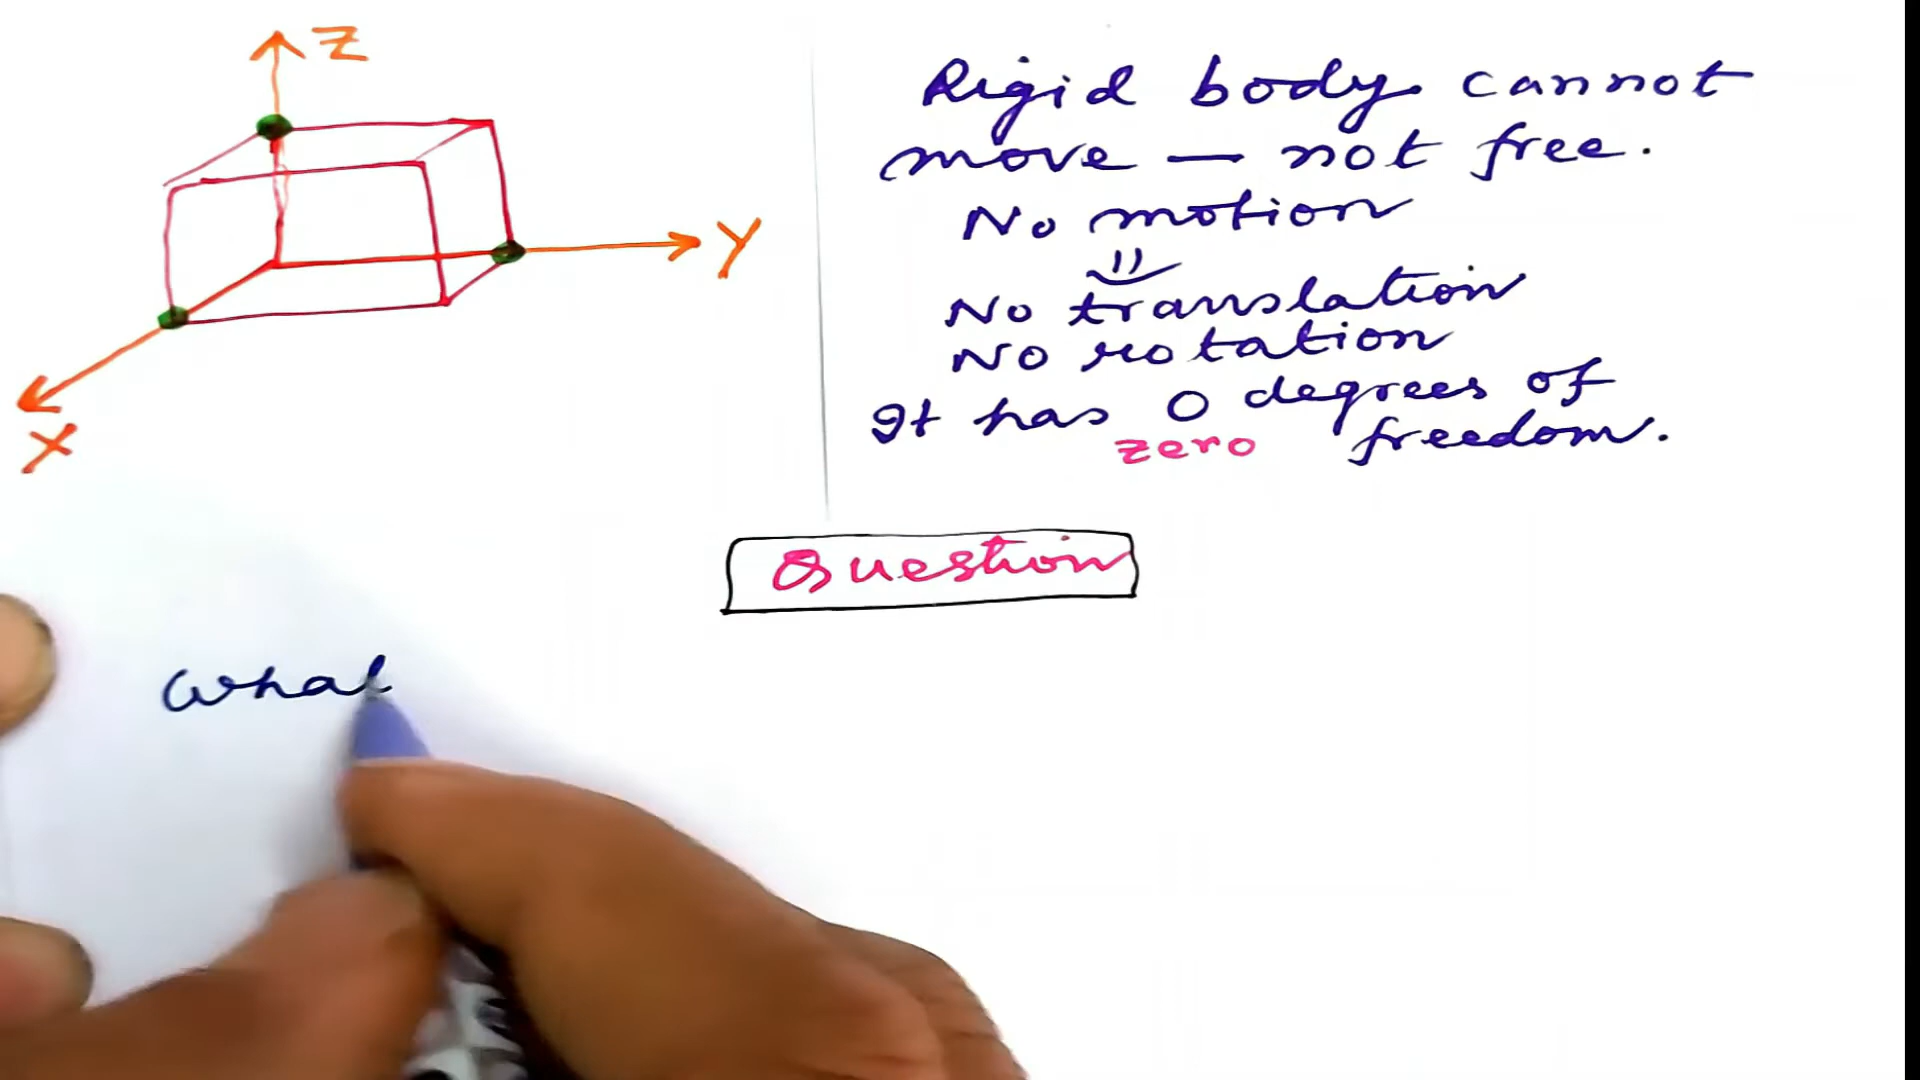 Z
Y
X
Rigid body cannot
move — not free.
No motion
No translation
No rotation
It has 0 degrees of
zero freedom.
Question
What